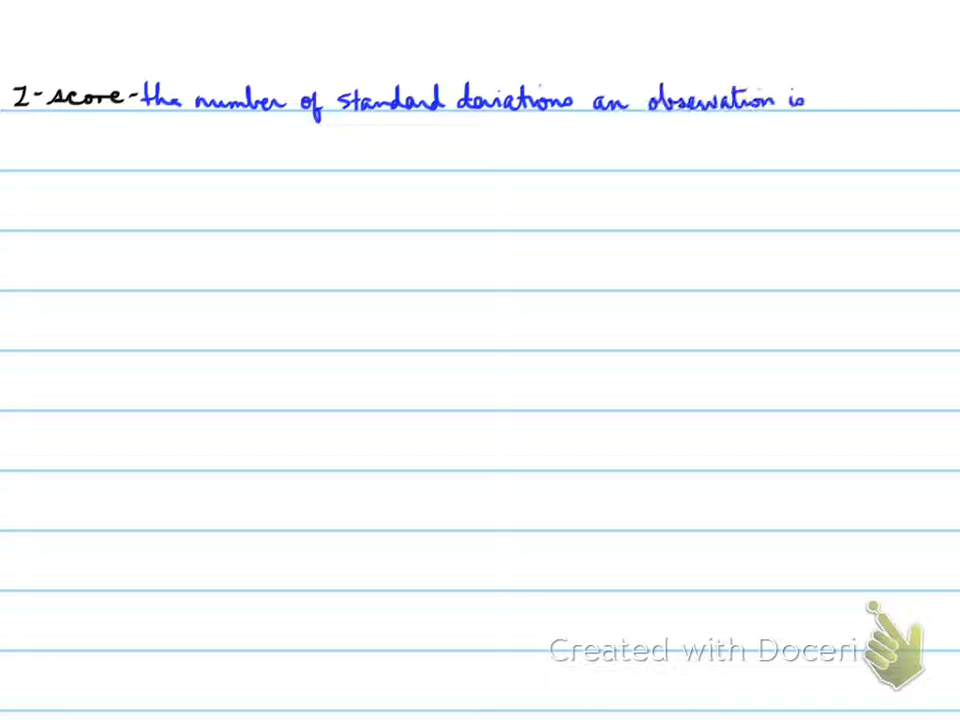 Z-score-the number of standard deviations an observation is
Created with Doceri